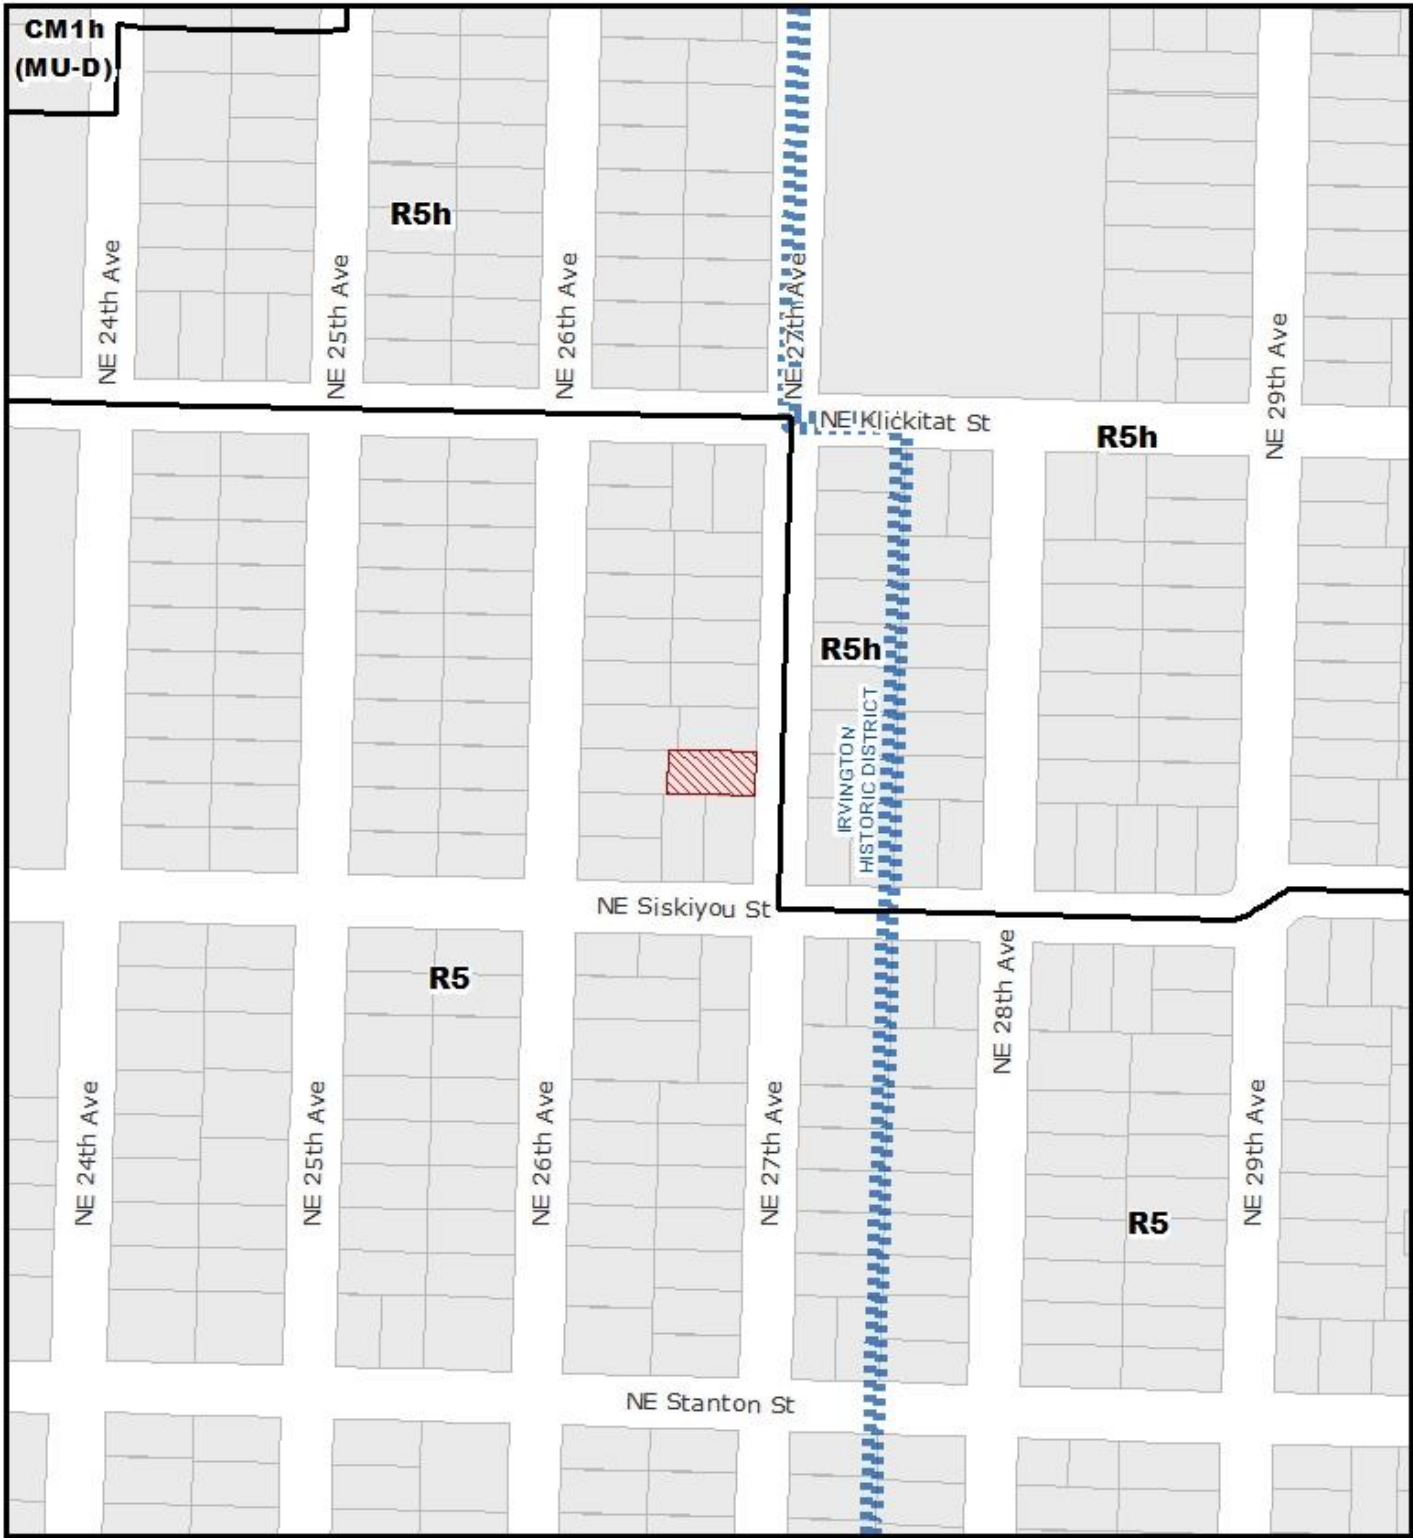 CM1h
(MU-D)
R5h
NE 24th Ave
NE 25th Ave
NE 26th Ave
NE 27th Ave
NE 29th Ave
NE Klickitat St
R5h
R5h
IRVINGTON
HISTORIC DISTRICT
NE Siskiyou St
R5
NE 28th Ave
NE 24th Ave
NE 25th Ave
NE 26th Ave
NE 27th Ave
NE 29th Ave
R5
NE Stanton St